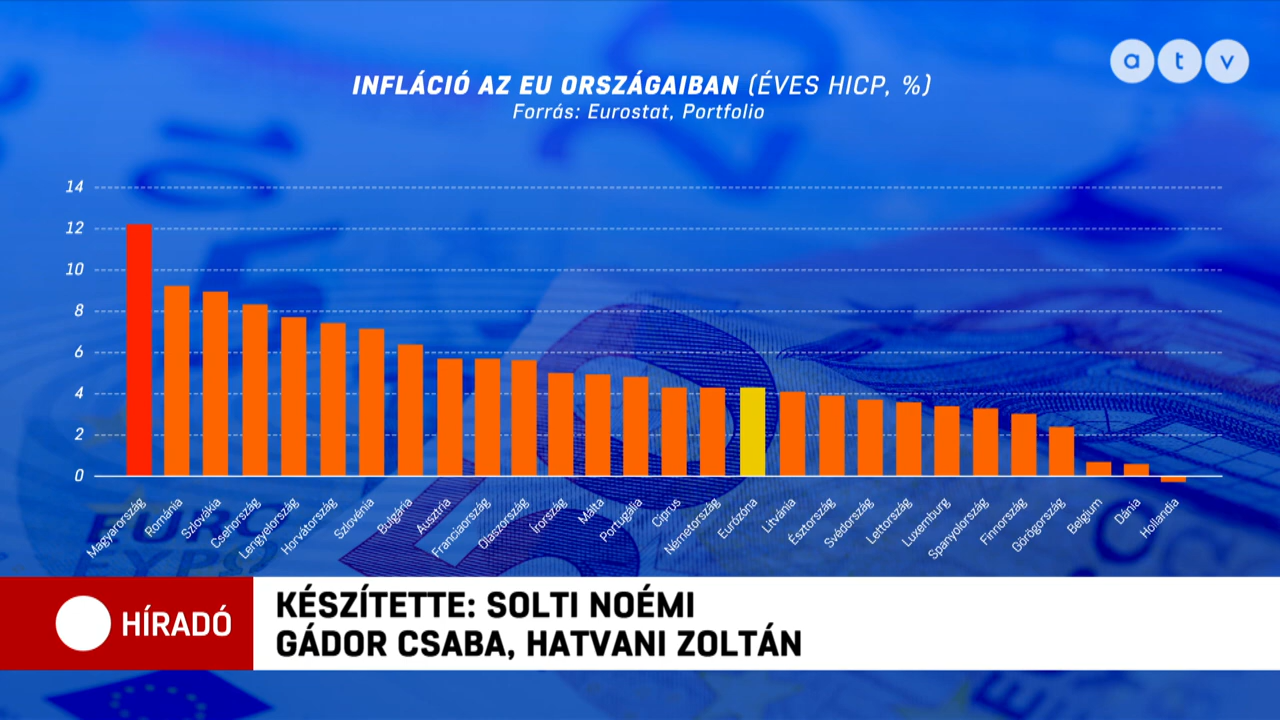 atv
INFLÁCIÓ AZ EU ORSZÁGAIBAN (ÉVES HICP, %)
Forrás: Eurostat, Portfolio
14
12
10
8
6
4
2
0
Magyarország
Románia
Szlovákia
Csehország
Lengyelország
Horvátország
Szlovénia
Bulgária
Ausztria
Franciaország
Olaszország
Írország
Málta
Portugália
Ciprus
Németország
Eurózóna
Litvánia
Észtország
Svédország
Lettország
Luxemburg
Spanyolország
Finnország
Görögország
Belgium
Dánia
Hollandia
HÍRADÓ
KÉSZÍTETTE: SOLTI NOÉMI
GÁDOR CSABA, HATVANI ZOLTÁN